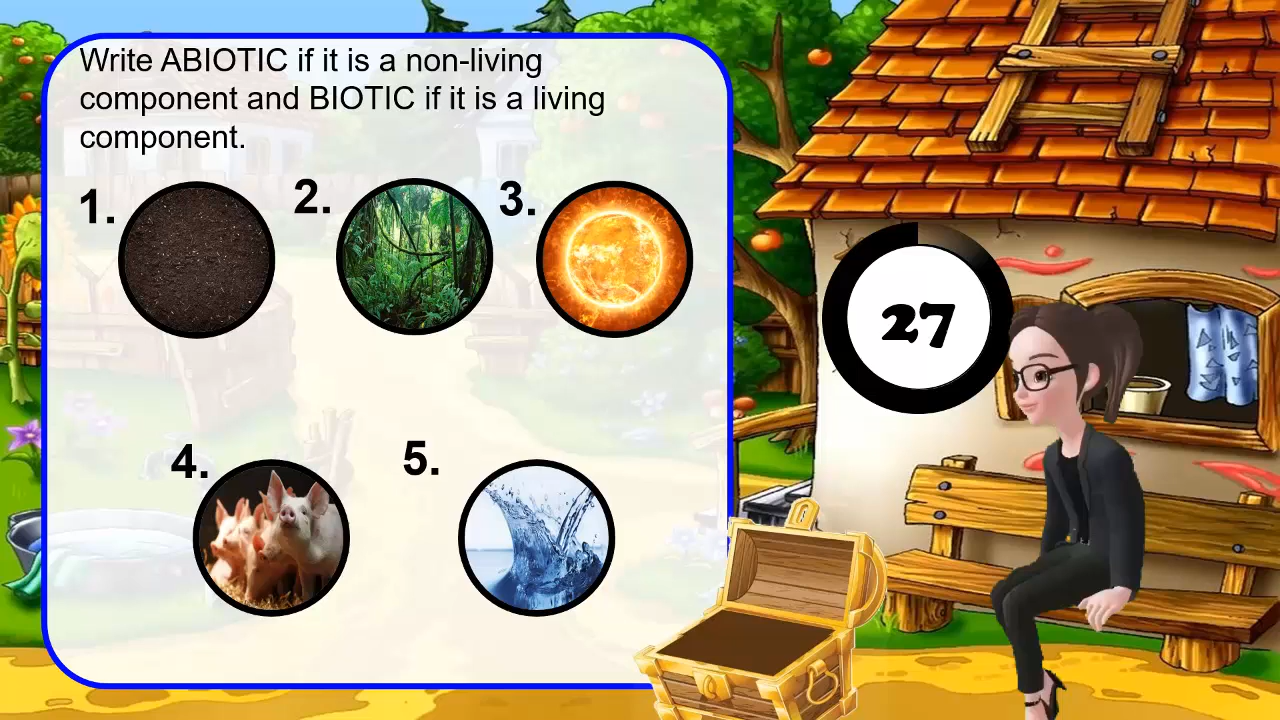 Write ABIOTIC if it is a non-living
component and BIOTIC if it is a living
component.
1.
2.
3.
27
4.
5.